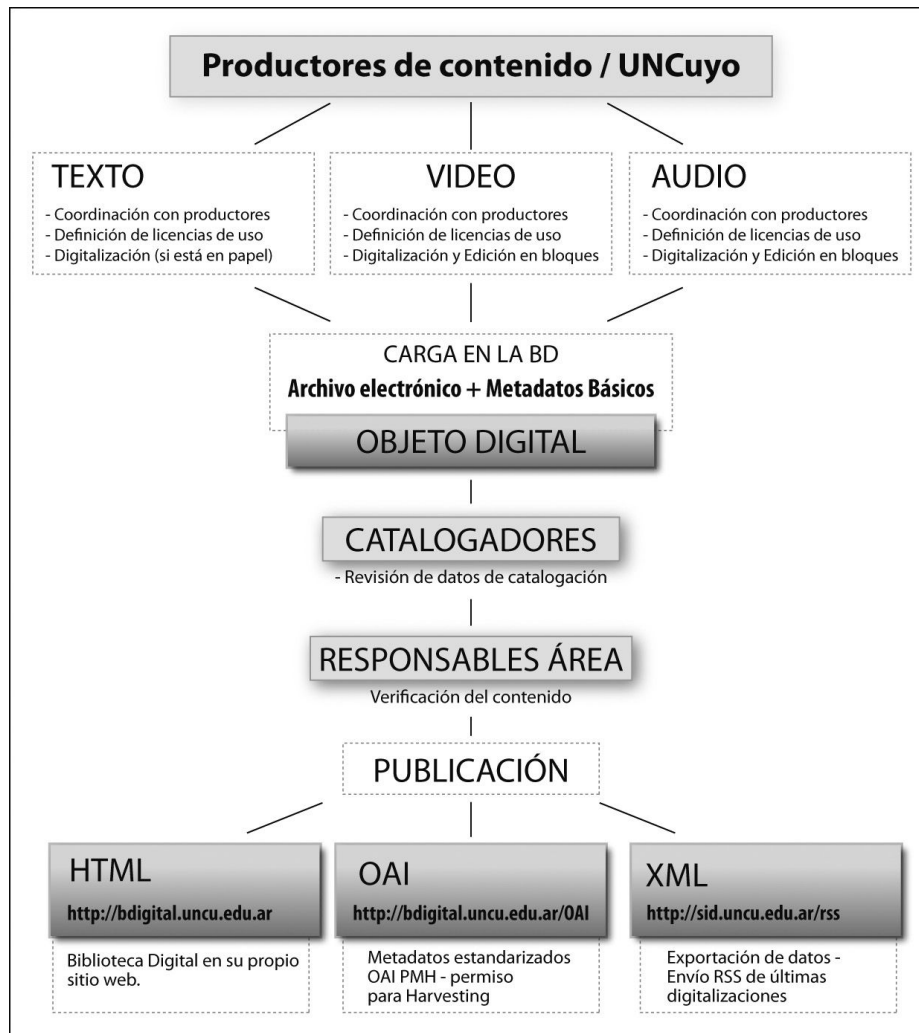 Productores de contenido / UNCuyo
TEXTO
- Coordinación con productores
- Definición de licencias de uso
- Digitalización (si está en papel)
VIDEO
- Coordinación con productores
- Definición de licencias de uso
- Digitalización y Edición en bloques
AUDIO
- Coordinación con productores
- Definición de licencias de uso
- Digitalización y Edición en bloques
CARGA EN LA BD
Archivo electrónico + Metadatos Básicos
OBJETO DIGITAL
CATALOGADORES
- Revisión de datos de catalogación
RESPONSABLES ÁREA
Verificación del contenido
PUBLICACIÓN
HTML
http://bdigital.uncu.edu.ar
Biblioteca Digital en su propio
sitio web.
OAI
http://bdigital.uncu.edu.ar/OAI
Metadatos estandarizados
OAI PMH - permiso
para Harvesting
XML
http://sid.uncu.edu.ar/rss
Exportación de datos -
Envío RSS de últimas
digitalizaciones